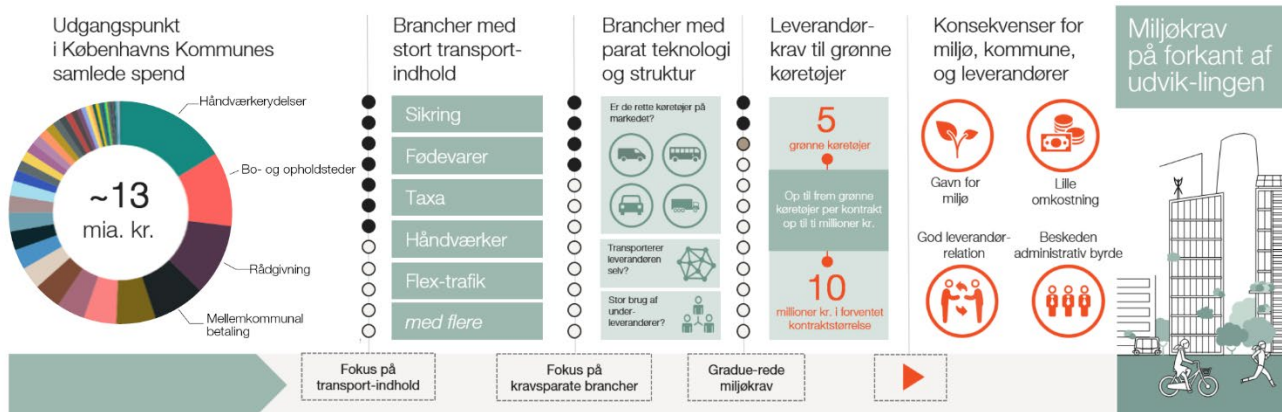 Udgangspunkt
i Københavns Kommunes
samlede spend
Håndværkerydelser
Bo- og opholdsteder
~13
mia. kr.
Rådgivning
Mellemkommunal
betaling
Brancher med
stort transport-
indhold
Sikring
Fødevarer
Taxa
Håndværker
Flex-trafik
med flere
Brancher med
parat teknologi
og struktur
Er de rette køretøjer på
markedet?
Transporterer
leverandøren
selv?
Stor brug af
under-
leverandører?
Leverandør-
krav til grønne
køretøjer
5
grønne køretøjer
Op til frem grønne
køretøjer per kontrakt
op til ti millioner kr.
10
millioner kr. i forventet
kontraktstørrelse
Konsekvenser for
miljø, kommune,
og leverandører
Gavn for
miljø
Lille
omkostning
God leverandør-
relation
Beskeden
administrativ byrde
Miljøkrav
på forkant af
udvik-lingen
Fokus på
transport-indhold
Fokus på
kravsparate brancher
Gradue-rede
miljøkrav